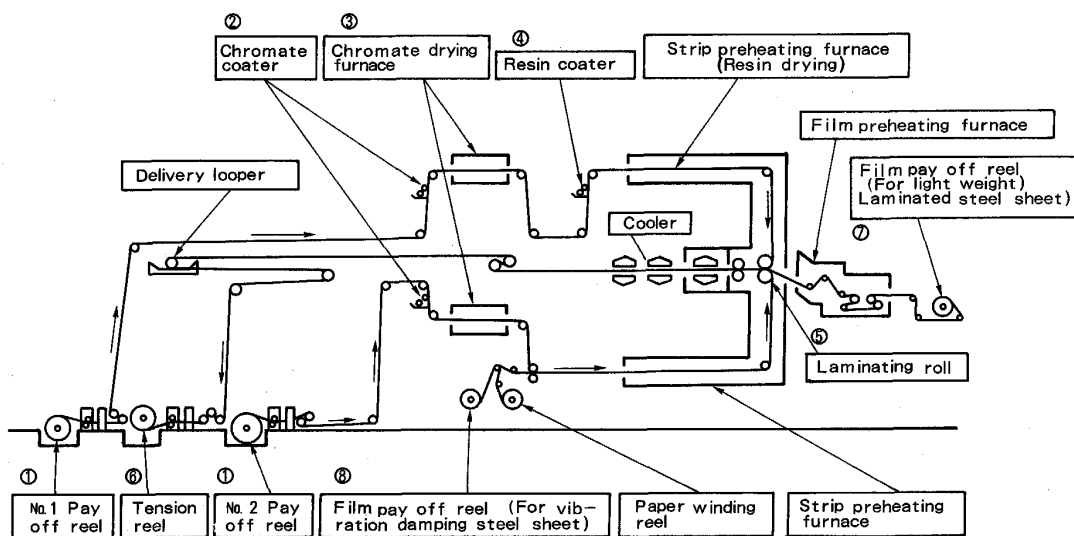 ②
Chromate
coater
③
Chromate drying
furnace
④
Resin coater
Strip preheating furnace
(Resin drying)
Film preheating furnace
Film pay off reel
(For light weight)
Laminated steel sheet)
⑦
Delivery looper
Cooler
⑤
Laminating roll
①
No.1 Pay
off reel
⑥
Tension
reel
①
No.2 Pay
off reel
⑧
Film pay off reel (For vib-
ration damping steel sheet)
Paper winding
reel
Strip preheating
furnace